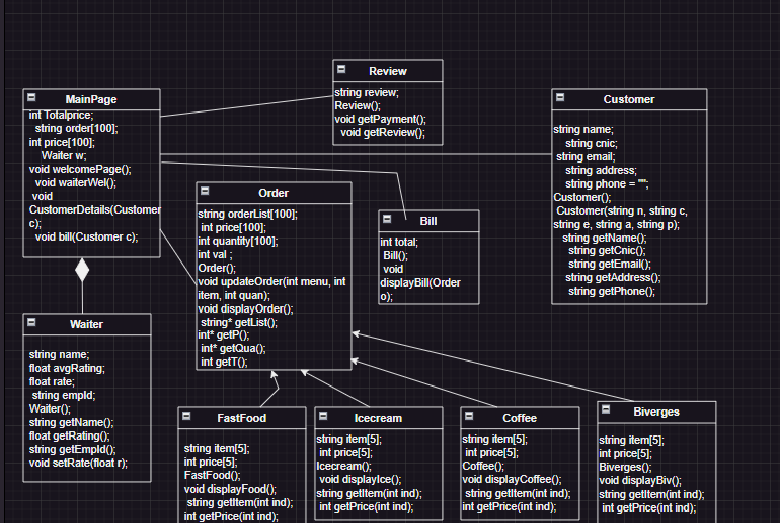 Review
string review;
Review();
void getPayment();
void getReview();
MainPage
int Totalprice;
string order[100];
int price[100];
Waiter w;
void welcomePage();
void waiterWel();
void
CustomerDetails(Customer
c);
void bill(Customer c);
Customer
string name;
string cnic;
string email;
string address;
string phone = "";
Customer();
Customer(string n, string c,
string e, string a, string p);
string getName();
string getCnic();
string getEmail();
string getAddress();
string getPhone();
Order
string orderList[100];
int price[100];
int quantity[100];
int val ;
Order();
void updateOrder(int menu, int
item, int quan);
void displayOrder();
string* getList();
int* getP();
int* getQua();
int getT();
Bill
int total;
Bill();
void
displayBill(Order
o);
Waiter
string name;
float avgRating;
float rate;
string empId;
Waiter();
string getName();
float getRating();
string getEmpId();
void setRate(float r);
FastFood
string item[5];
int price[5];
FastFood();
void displayFood();
string getItem(int ind);
int getPrice(int ind);
Icecream
string item[5];
int price[5];
Icecream();
void displayIce();
string getItem(int ind);
int getPrice(int ind);
Coffee
string item[5];
int price[5];
Coffee();
void displayCoffee();
string getItem(int ind);
int getPrice(int ind);
Biverges
string item[5];
int price[5];
Biverges();
void displayBiv();
string getItem(int ind);
int getPrice(int ind);